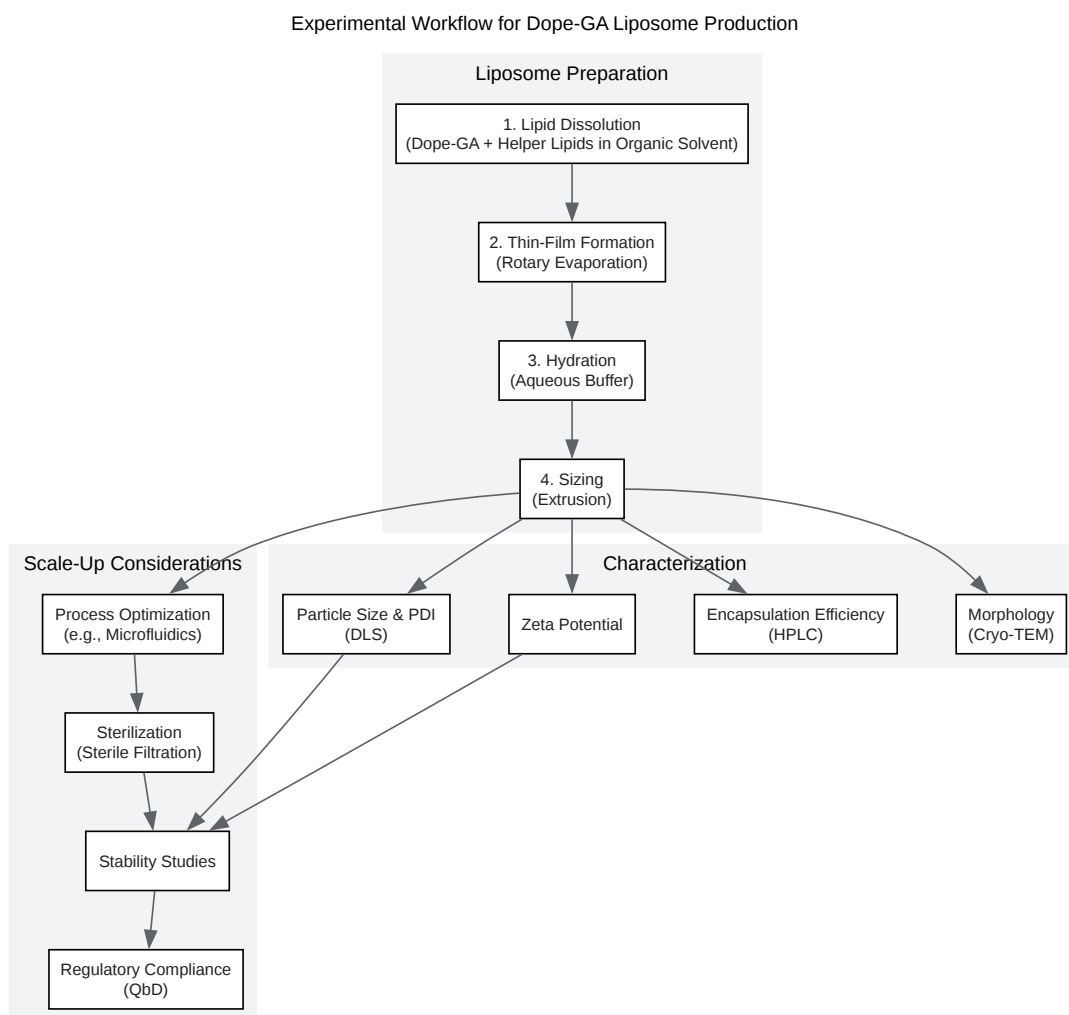 Experimental Workflow for Dope-GA Liposome Production
Liposome Preparation
1. Lipid Dissolution
(Dope-GA + Helper Lipids in Organic Solvent)
2. Thin-Film Formation
(Rotary Evaporation)
3. Hydration
(Aqueous Buffer)
4. Sizing
(Extrusion)
Scale-Up Considerations
Characterization
Process Optimization
(e.g., Microfluidics)
Particle Size & PDI
(DLS)
Zeta Potential
Encapsulation Efficiency
(HPLC)
Morphology
(Cryo-TEM)
Sterilization
(Sterile Filtration)
Stability Studies
Regulatory Compliance
(QbD)